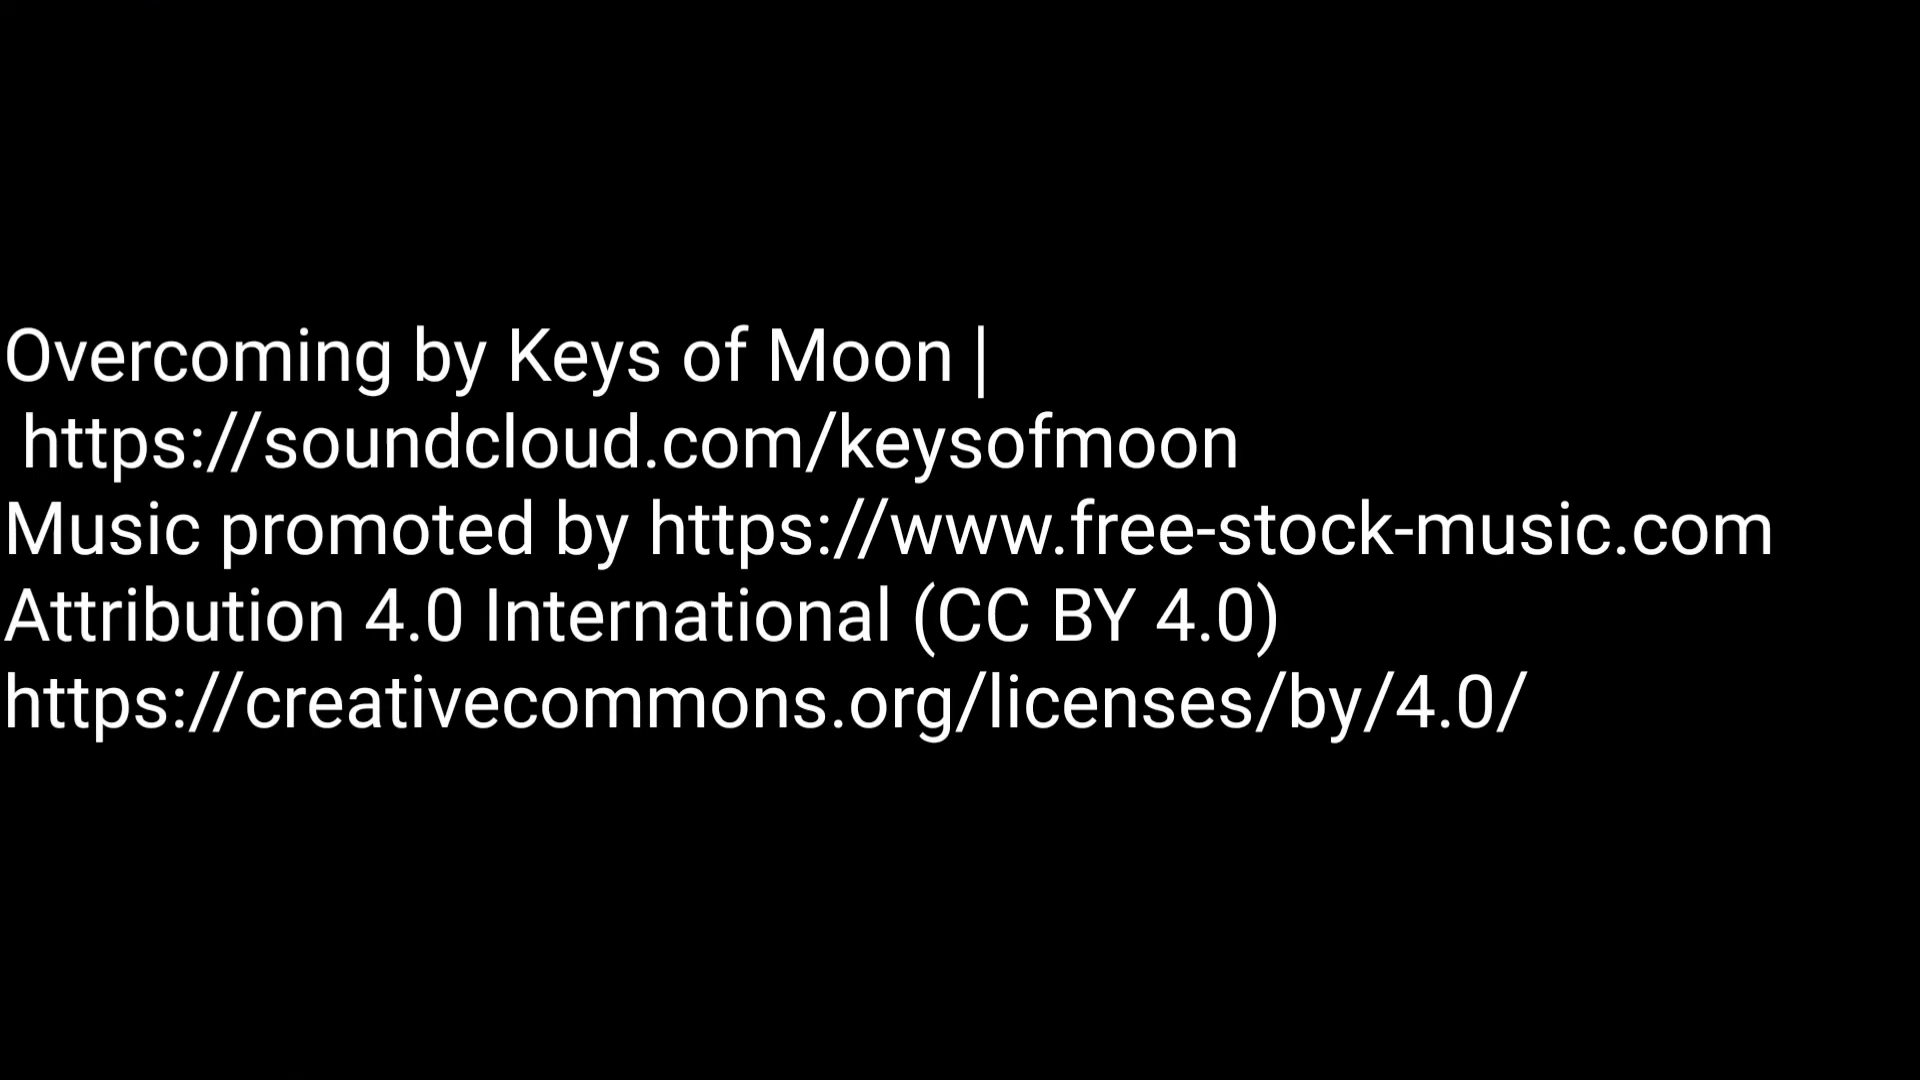 Overcoming by Keys of Moon |
https://soundcloud.com/keysofmoon
Music promoted by https://www.free-stock-music.com
Attribution 4.0 International (CC BY 4.0)
https://creativecommons.org/licenses/by/4.0/